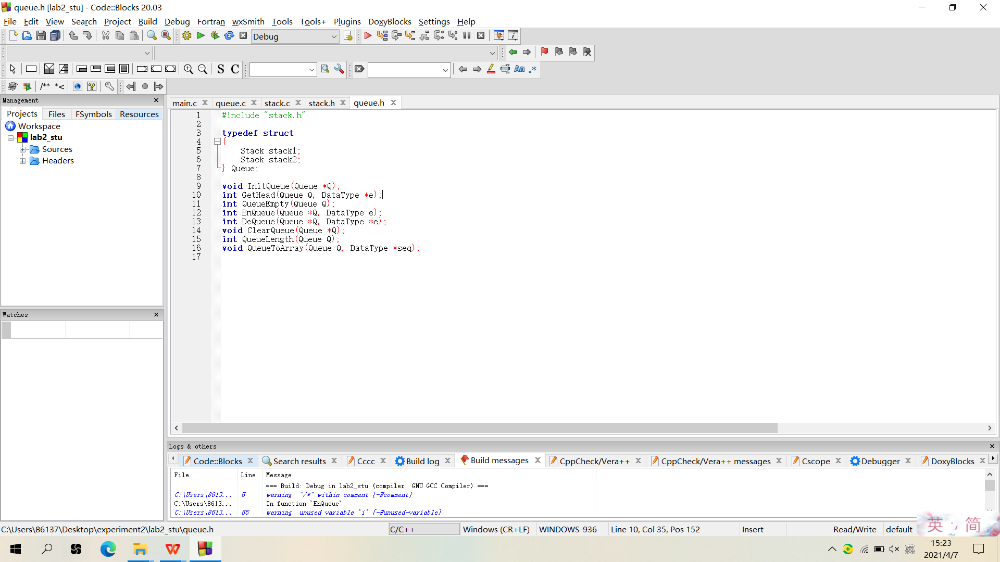 queue.h [lab2_stu] - Code::Blocks 20.03
File Edit View Search Project Build Debug Fortran wxSmith Tools Tools+ Plugins DoxyBlocks Settings Help
Debug
S C
Aa .*
/** *<
Management
Projects Files FSymbols Resources
Workspace
lab2_stu
Sources
Headers
Watches
main.c queue.c stack.c stack.h queue.h
1 #include "stack.h"
2
3 typedef struct
4 {
5 Stack stack1;
6 Stack stack2;
7 } Queue;
8
9 void InitQueue(Queue *Q);
10 int GetHead(Queue Q, DataType *e);
11 int QueueEmpty(Queue Q);
12 int EnQueue(Queue *Q, DataType e);
13 int DeQueue(Queue *Q, DataType *e);
14 void ClearQueue(Queue *Q);
15 int QueueLength(Queue Q);
16 void QueueToArray(Queue Q, DataType *seq);
17
Logs & others
Code::Blocks Search results Cccc Build log Build messages CppCheck/Vera++ CppCheck/Vera++ messages Cscope Debugger DoxyBlocks
File Line Message
=== Build: Debug in lab2_stu (compiler: GNU GCC Compiler) ===
C:\Users\8613... 5 warning: "/*" within comment [-Wcomment]
C:\Users\8613... In function 'EnQueue':
C:\Users\8613... 55 warning: unused variable 'i' [-Wunused-variable]
C:\Users\86137\Desktop\experiment2\lab2_stu\queue.h C/C++ Windows (CR+LF) WINDOWS-936 Line 10, Col 35, Pos 152 Insert Read/Write default
英 ·, 简
英
15:23
2021/4/7